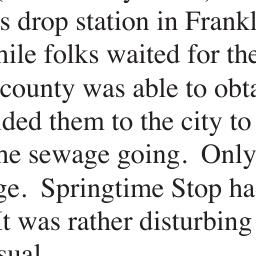 s drop station in Frankl
hile folks waited for the
county was able to obta
ded them to the city to
he sewage going. Only
ge. Springtime Stop ha
It was rather disturbing
sual